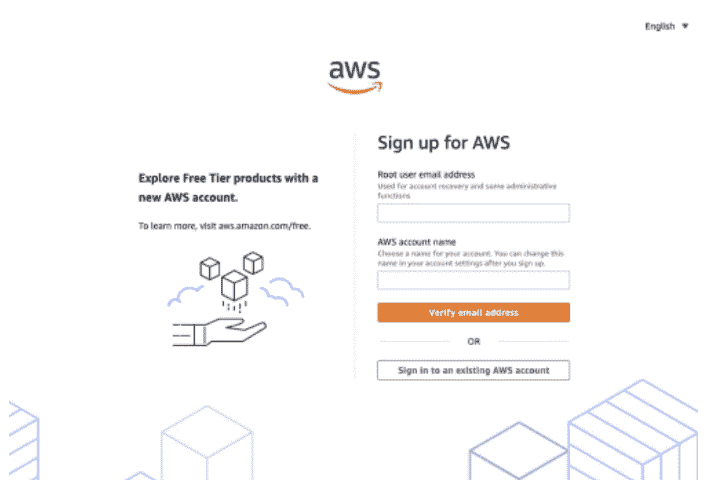 English
aws
Explore Free Tier products with a
new AWS account.
To learn more, visit aws.amazon.com/free.
Sign up for AWS
Root user email address
Used for account recovery and some administrative
functions
AWS account name
Choose a name for your account. You can change this
name in your account settings after you sign up.
Verify email address
OR
Sign in to an existing AWS account